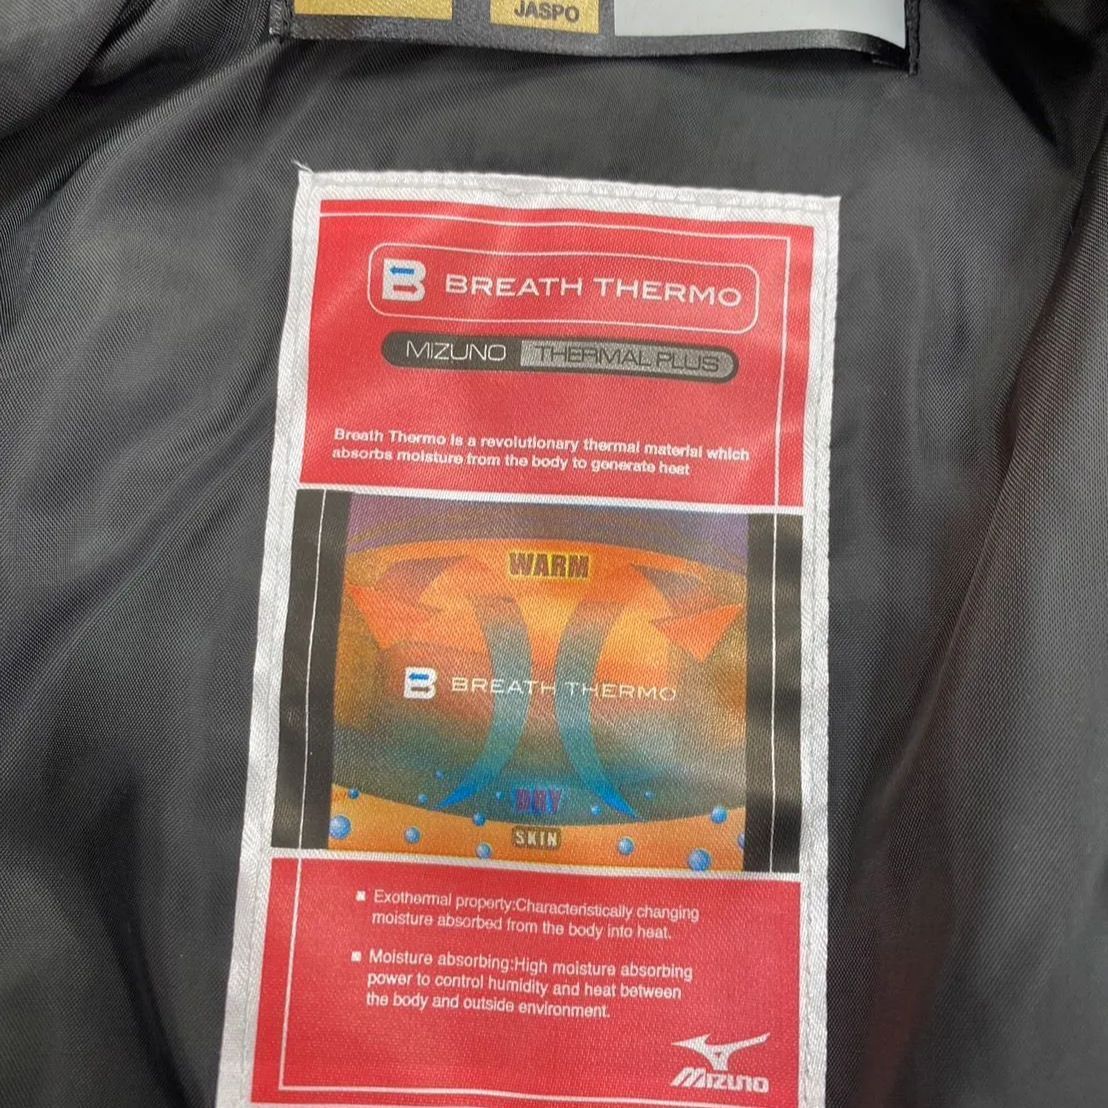 JASPO
B BREATH THERMO
MIZUNO THERMAL PLUS
Breath Thermo is a revolutionary thermal material which
absorbs moisture from the body to generate heat
WARM
B BREATH THERMO
DRY
SKIN
Exothermal property:Characteristically changing
moisture absorbed from the body into heat.
Moisture absorbing:High moisture absorbing
power to control humidity and heat between
the body and outside environment.
MIZUNO